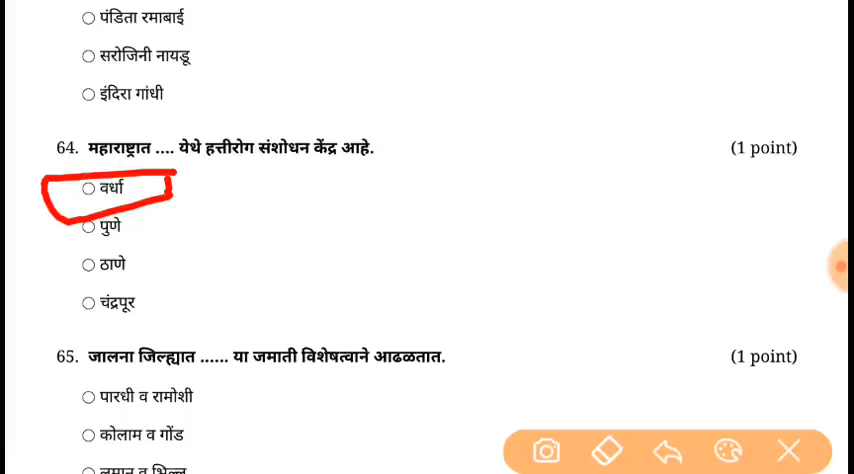 पंडिता रमाबाई
सरोजिनी नायडू
इंदिरा गांधी
64. महाराष्ट्रात .... येथे हत्तीरोग संशोधन केंद्र आहे. (1 point)
वर्धा
पुणे
ठाणे
चंद्रपूर
65. जालना जिल्ह्यात ...... या जमाती विशेषत्वाने आढळतात. (1 point)
पारधी व रामोशी
कोलाम व गोंड
लमान व भिल्ल